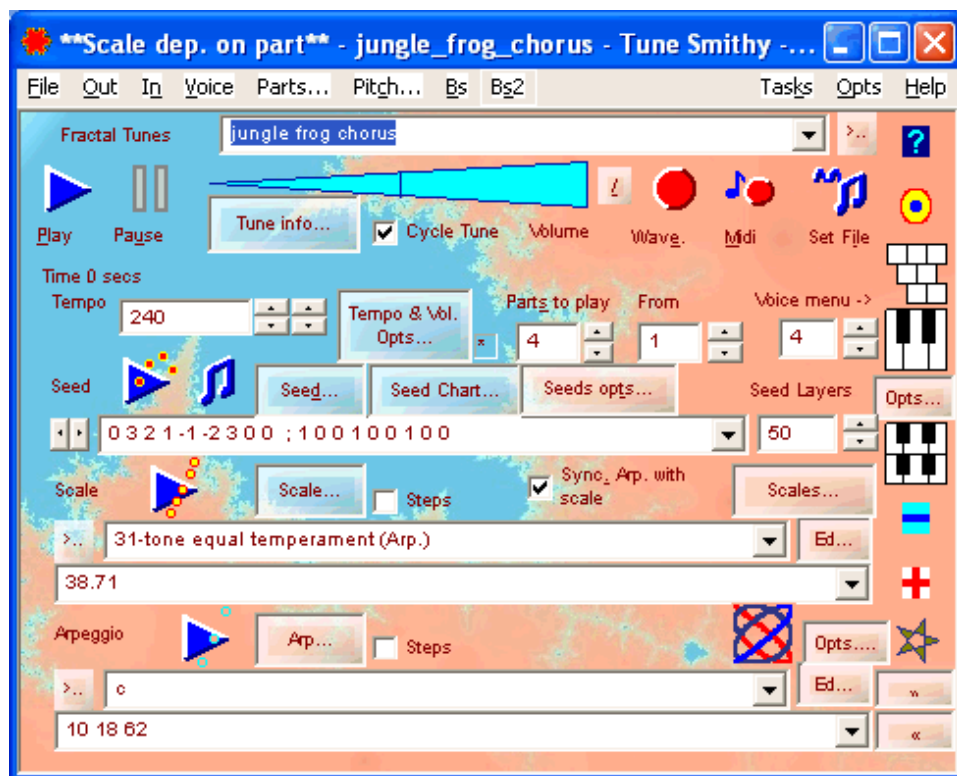 **Scale dep. on part** - jungle_frog_chorus - Tune Smithy -...
File Out In Voice Parts... Pitch... Bs Bs2 Tasks Opts Help
Fractal Tunes jungle frog chorus >.. ?
Play Pause Tune info... Cycle Tune Volume Wave. Midi Set File
Time 0 secs
Tempo 240 Tempo & Vol. Opts... * Parts to play 4 From 1 Voice menu -> 4
Seed Seed... Seed Chart... Seeds opts... Seed Layers Opts...
0 3 2 1 -1 -2 3 0 0 ; 1 0 0 1 0 0 1 0 0 50
Scale Scale... Steps Sync. Arp. with scale Scales...
>.. 31-tone equal temperament (Arp.) Ed...
38.71
Arpeggio Arp... Steps Opts....
>.. c Ed... »
10 18 62 «